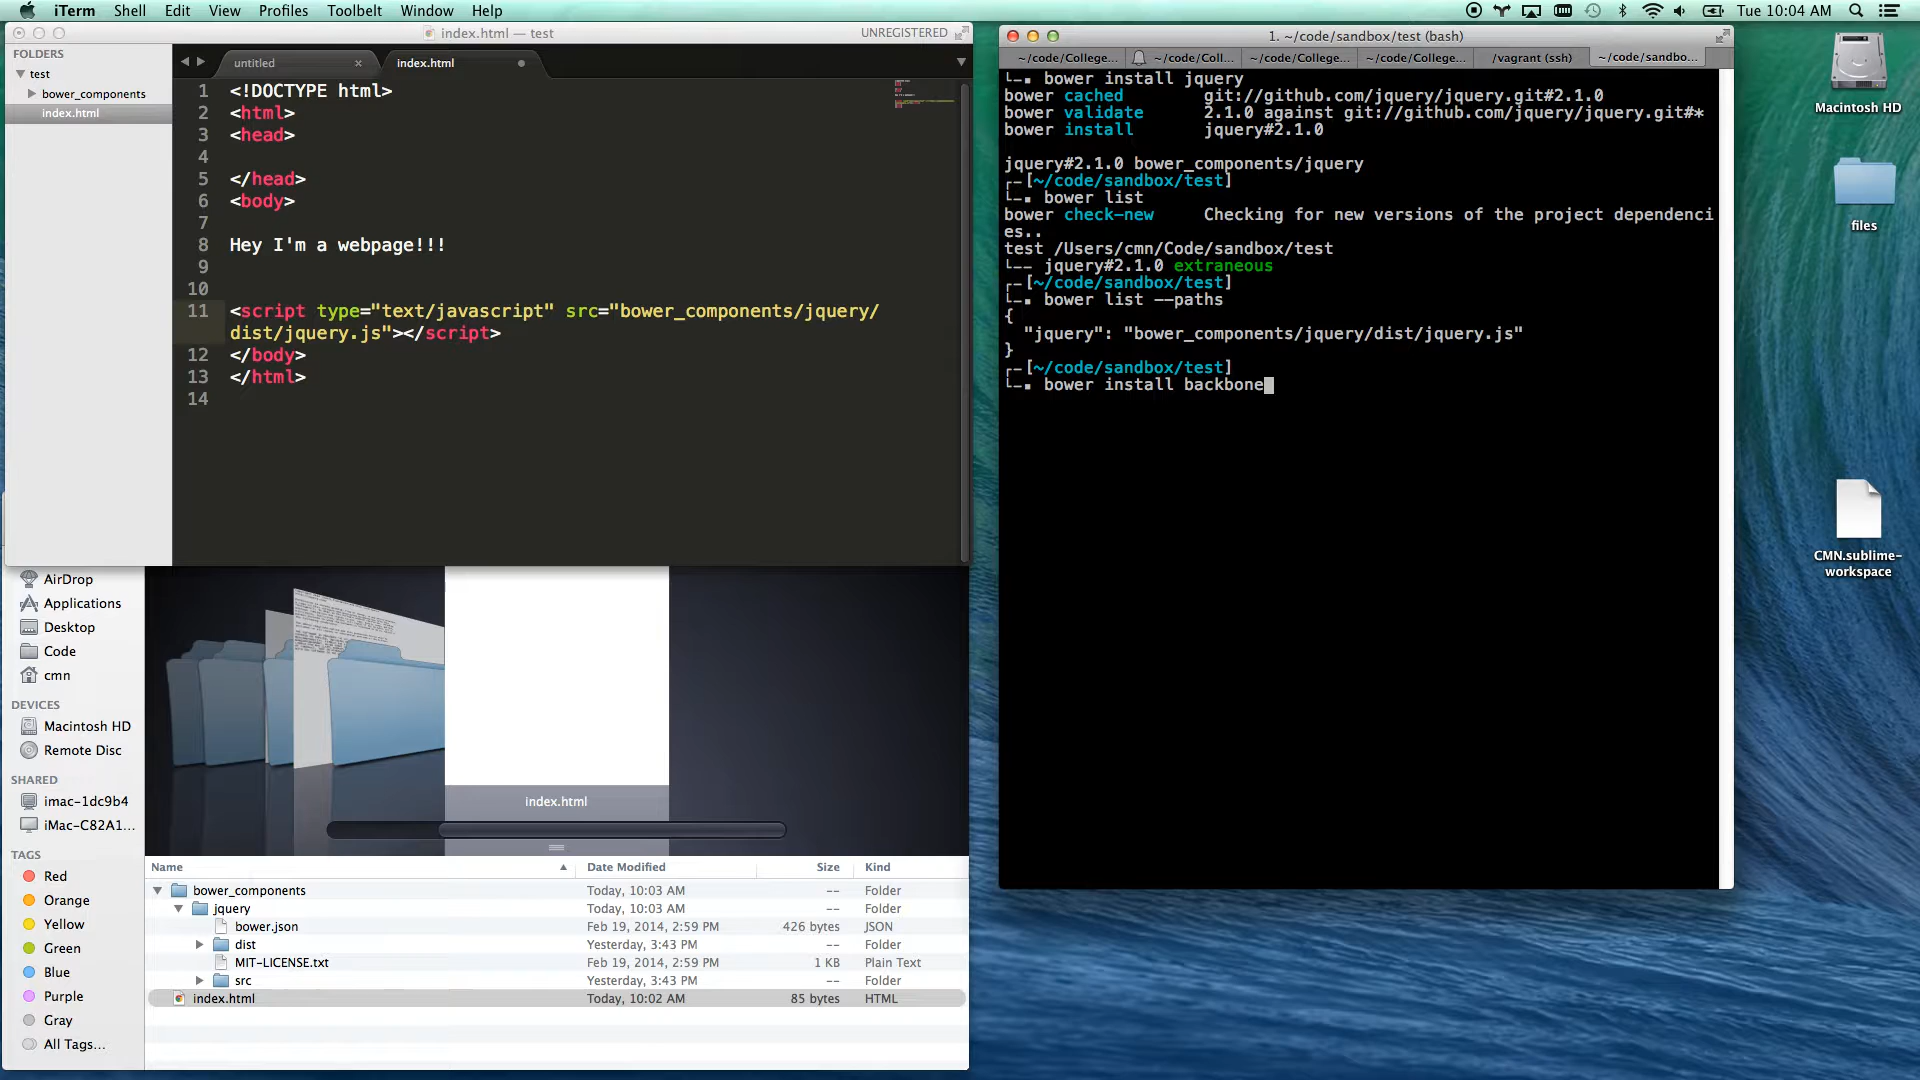 iTerm Shell Edit View Profiles Toolbelt Window Help
Tue 10:04 AM
index.html — test
UNREGISTERED
FOLDERS
test
bower_components
index.html
untitled
index.html
1 <!DOCTYPE html>
2 <html>
3 <head>
4
5 </head>
6 <body>
7
8 Hey I'm a webpage!!!
9
10
11 <script type="text/javascript" src="bower_components/jquery/
dist/jquery.js"></script>
12 </body>
13 </html>
14
AirDrop
Applications
Desktop
Code
cmn
DEVICES
Macintosh HD
Remote Disc
SHARED
imac-1dc9b4
iMac-C82A1...
TAGS
Red
Orange
Yellow
Green
Blue
Purple
Gray
All Tags...
index.html
Name Date Modified Size Kind
bower_components Today, 10:03 AM -- Folder
jquery Today, 10:03 AM -- Folder
bower.json Feb 19, 2014, 2:59 PM 426 bytes JSON
dist Yesterday, 3:43 PM -- Folder
MIT-LICENSE.txt Feb 19, 2014, 2:59 PM 1 KB Plain Text
src Yesterday, 3:43 PM -- Folder
index.html Today, 10:02 AM 85 bytes HTML
1. ~/code/sandbox/test (bash)
~/code/College... ~/code/Coll... ~/code/College... ~/code/College... /vagrant (ssh) ~/code/sandbo...
bower install jquery
bower cached git://github.com/jquery/jquery.git#2.1.0
bower validate 2.1.0 against git://github.com/jquery/jquery.git#*
bower install jquery#2.1.0
jquery#2.1.0 bower_components/jquery
[~/code/sandbox/test]
bower list
bower check-new Checking for new versions of the project dependenci
es..
test /Users/cmn/Code/sandbox/test
└── jquery#2.1.0 extraneous
[~/code/sandbox/test]
bower list --paths
{
"jquery": "bower_components/jquery/dist/jquery.js"
}
[~/code/sandbox/test]
bower install backbone
Macintosh HD
files
CMN.sublime-
workspace